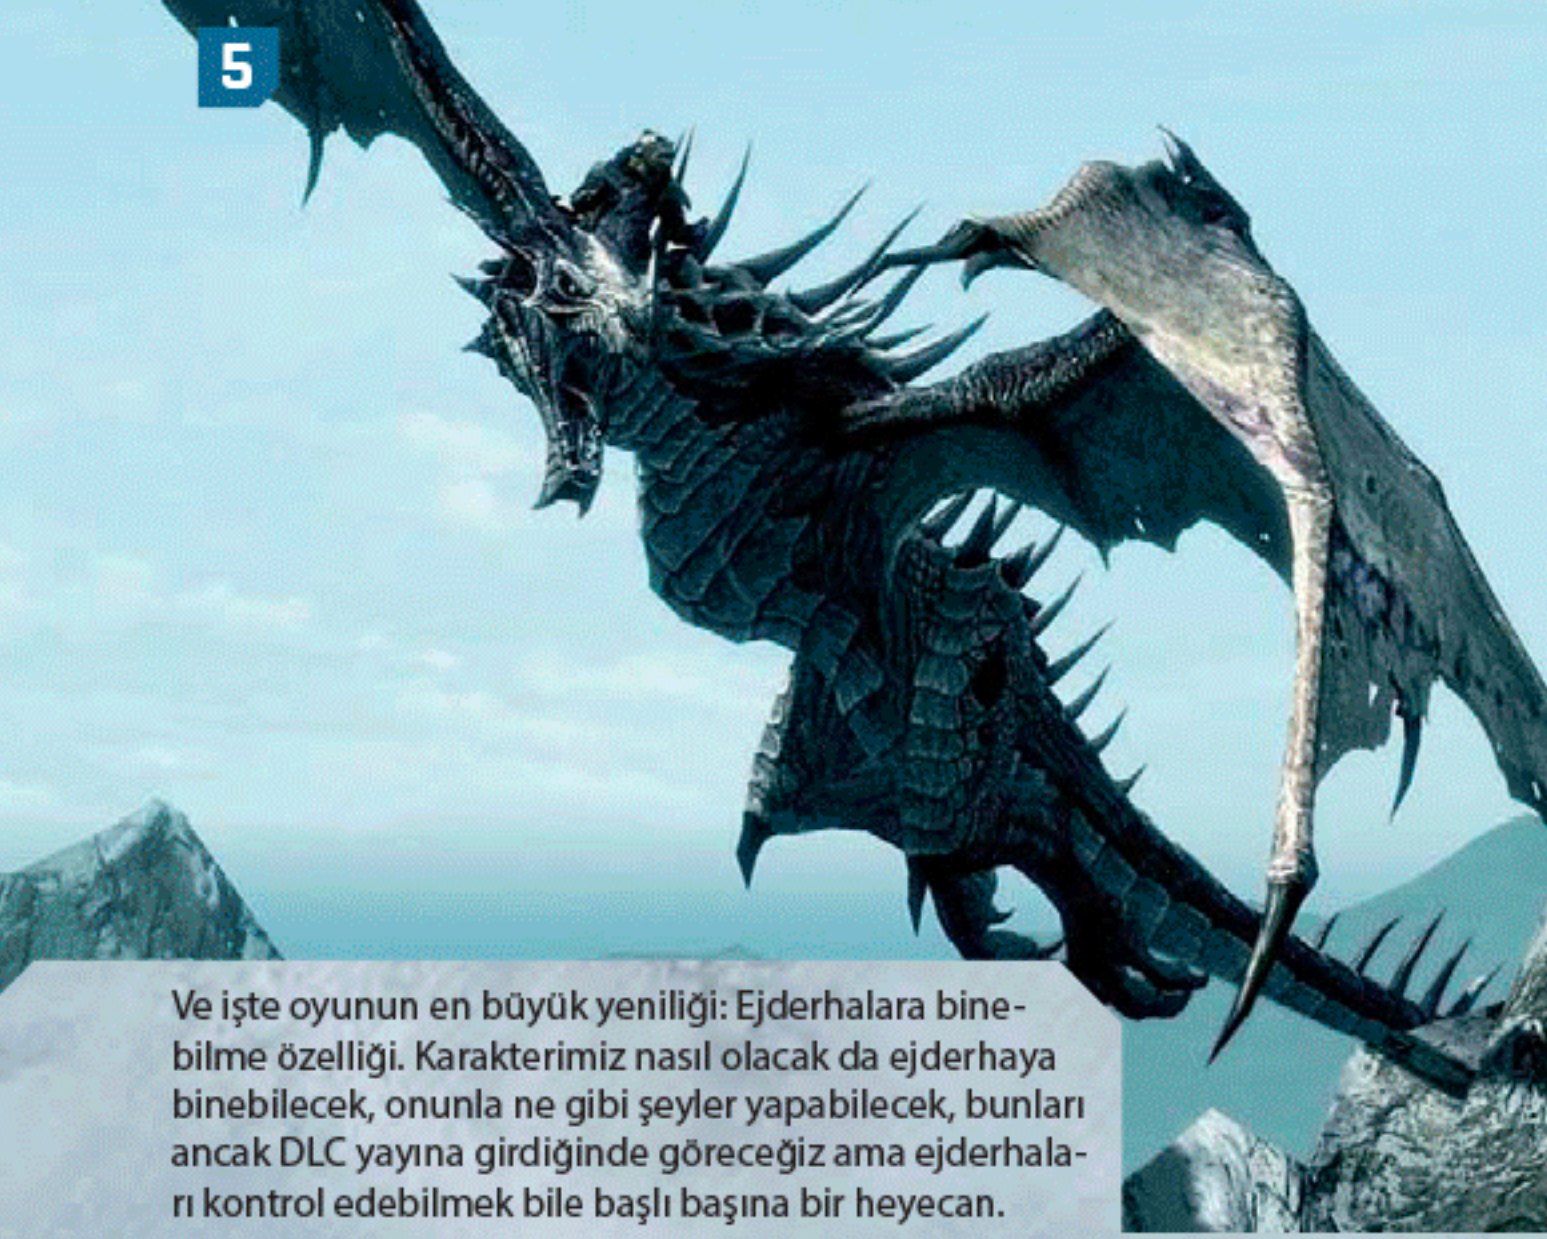 5
Ve işte oyunun en büyük yeniliği: Ejderhalara bine-
bilme özelliği. Karakterimiz nasıl olacak da ejderhaya
binebilecek, onunla ne gibi şeyler yapabilecek, bunları
ancak DLC yayına girdiğinde göreceğiz ama ejderhala-
rı kontrol edebilmek bile başlı başına bir heyecan.